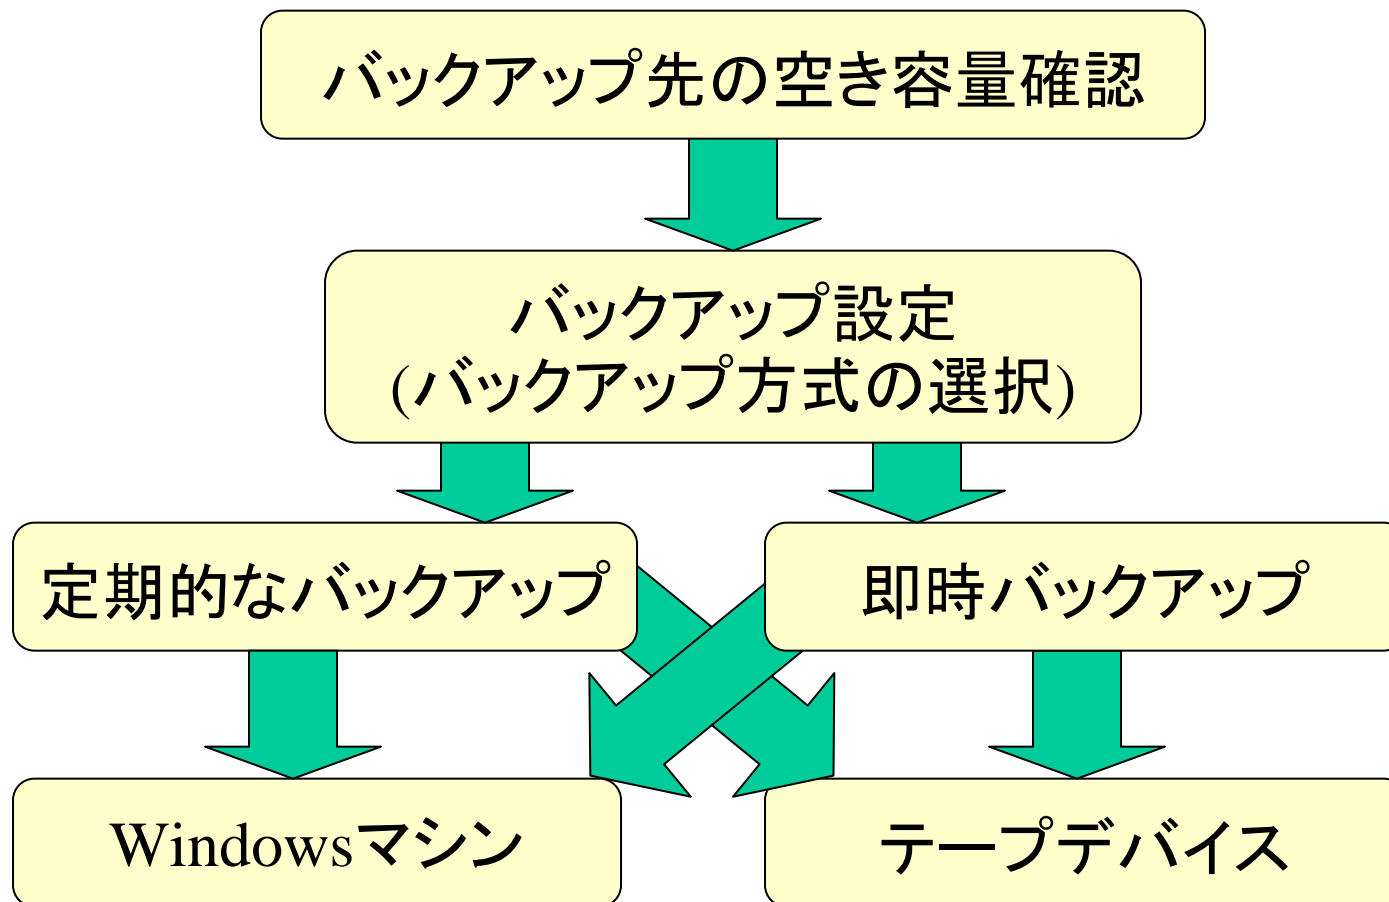 バックアップ先の空き容量確認
バックアップ設定
(バックアップ方式の選択)
定期的なバックアップ
即時バックアップ
Windowsマシン
テープデバイス